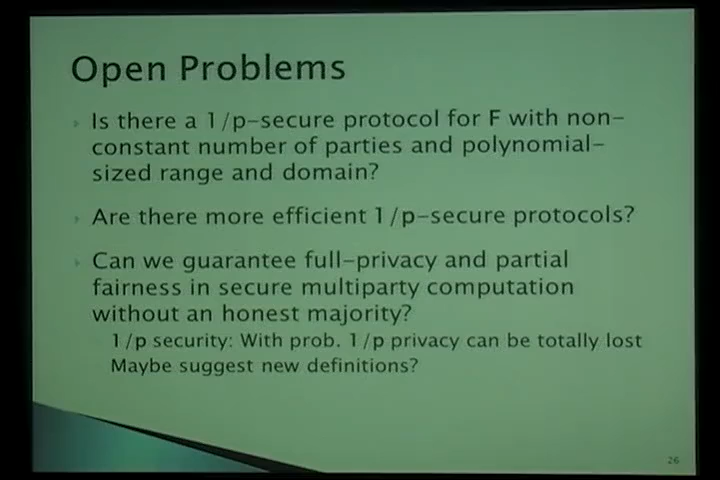 Open Problems
Is there a 1/p-secure protocol for F with non-
constant number of parties and polynomial-
sized range and domain?
Are there more efficient 1/p-secure protocols?
Can we guarantee full-privacy and partial
fairness in secure multiparty computation
without an honest majority?
1/p security: With prob. 1/p privacy can be totally lost
Maybe suggest new definitions?
26